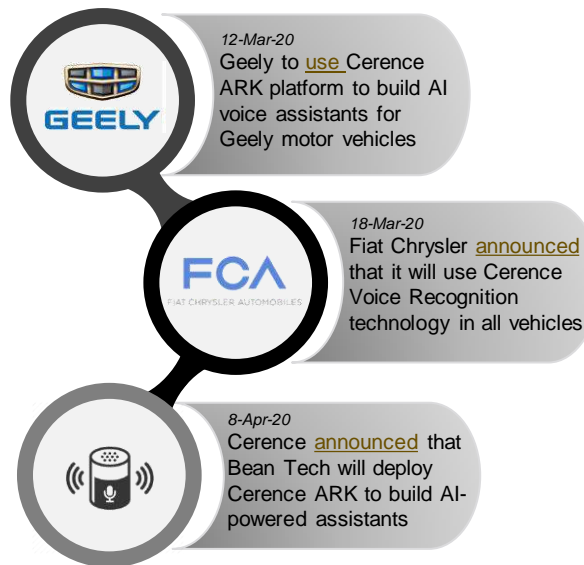 12-Mar-20
Geely to use Cerence
ARK platform to build AI
voice assistants for
Geely motor vehicles
GEELY
18-Mar-20
Fiat Chrysler announced
that it will use Cerence
Voice Recognition
technology in all vehicles
FCA
FIAT CHRYSLER AUTOMOBILES
8-Apr-20
Cerence announced that
Bean Tech will deploy
Cerence ARK to build AI-
powered assistants